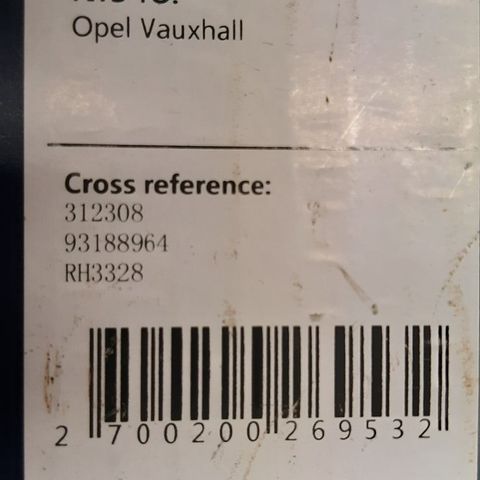 Opel Vauxhall
Cross reference:
312308
93188964
RH3328
2 700200 269532